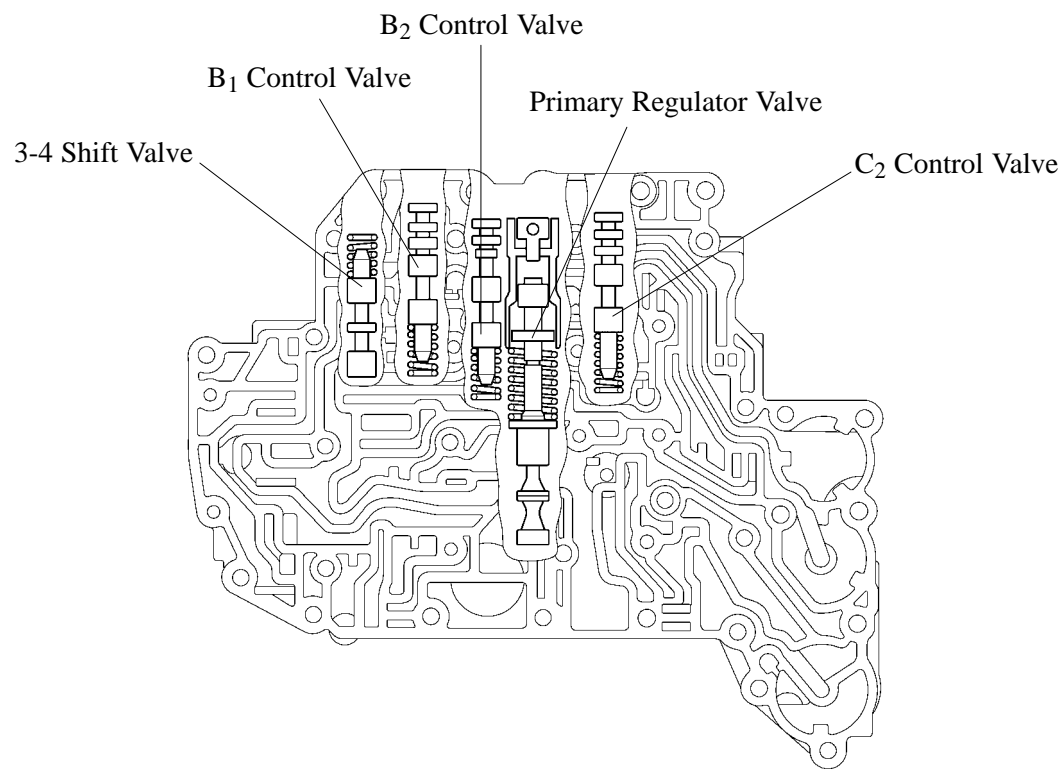 B₂ Control Valve
B₁ Control Valve
Primary Regulator Valve
3-4 Shift Valve
C₂ Control Valve